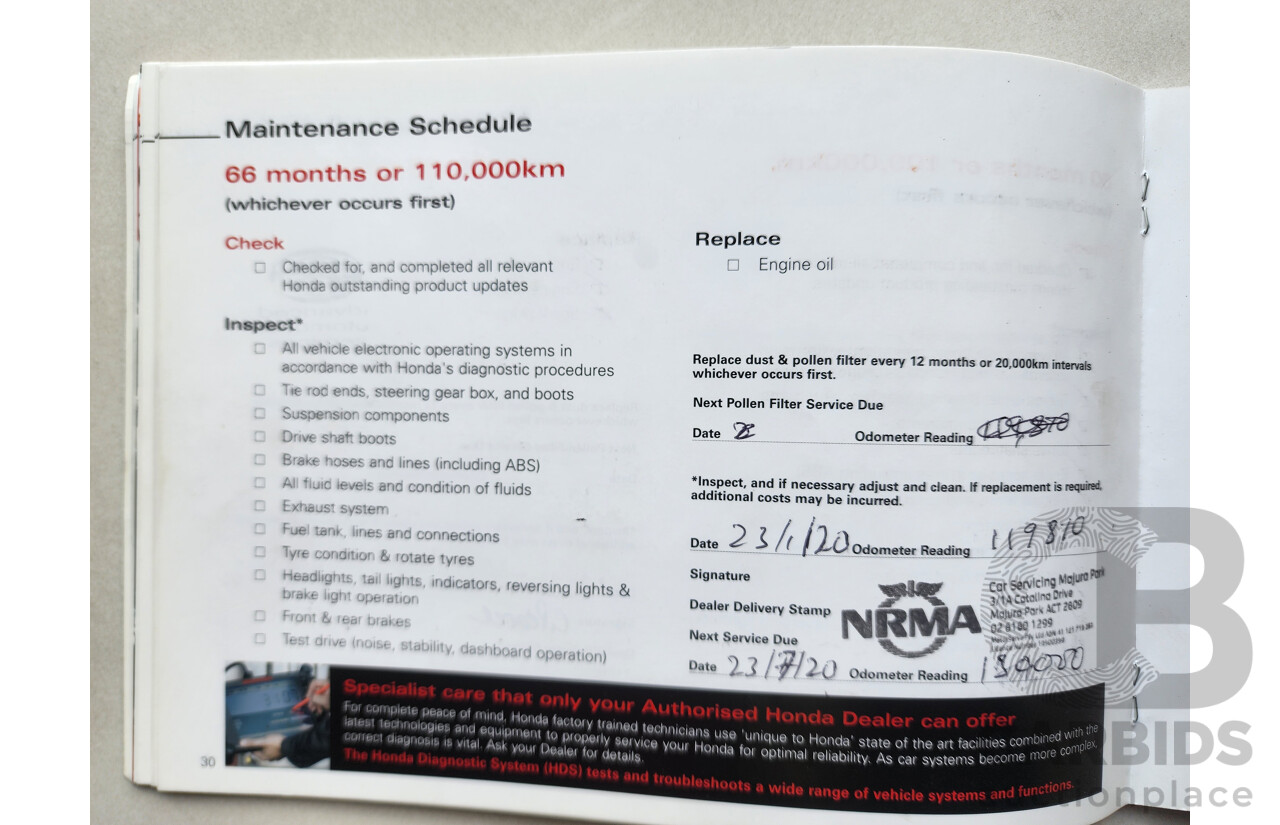 Maintenance Schedule
66 months or 110,000km
(whichever occurs first)
Check
Checked for, and completed all relevant
Honda outstanding product updates
Inspect*
All vehicle electronic operating systems in
accordance with Honda's diagnostic procedures
Tie rod ends, steering gear box, and boots
Suspension components
Drive shaft boots
Brake hoses and lines (including ABS)
All fluid levels and condition of fluids
Exhaust system
Fuel tank, lines and connections
Tyre condition & rotate tyres
Headlights, tail lights, indicators, reversing lights &
brake light operation
Front & rear brakes
Test drive (noise, stability, dashboard operation)
Replace
Engine oil
Replace dust & pollen filter every 12 months or 20,000km intervals
whichever occurs first.
Next Pollen Filter Service Due
Date Odometer Reading
*Inspect, and if necessary adjust and clean. If replacement is required,
additional costs may be incurred.
Date 23/1/20 Odometer Reading 119810
Signature
Dealer Delivery Stamp
NRMA
Car Servicing Majura Park
3/1A Catalina Drive
Majura Park ACT 2609
02 6100 1299
Next Service Due
Date 23/7/20 Odometer Reading
Specialist care that only your Authorised Honda Dealer can offer
For complete peace of mind, Honda factory trained technicians use 'unique to Honda' state of the art facilities combined with the
latest technologies and equipment to properly service your Honda for optimal reliability. As car systems become more complex,
correct diagnosis is vital. Ask your Dealer for details.
The Honda Diagnostic System (HDS) tests and troubleshoots a wide range of vehicle systems and functions.
30